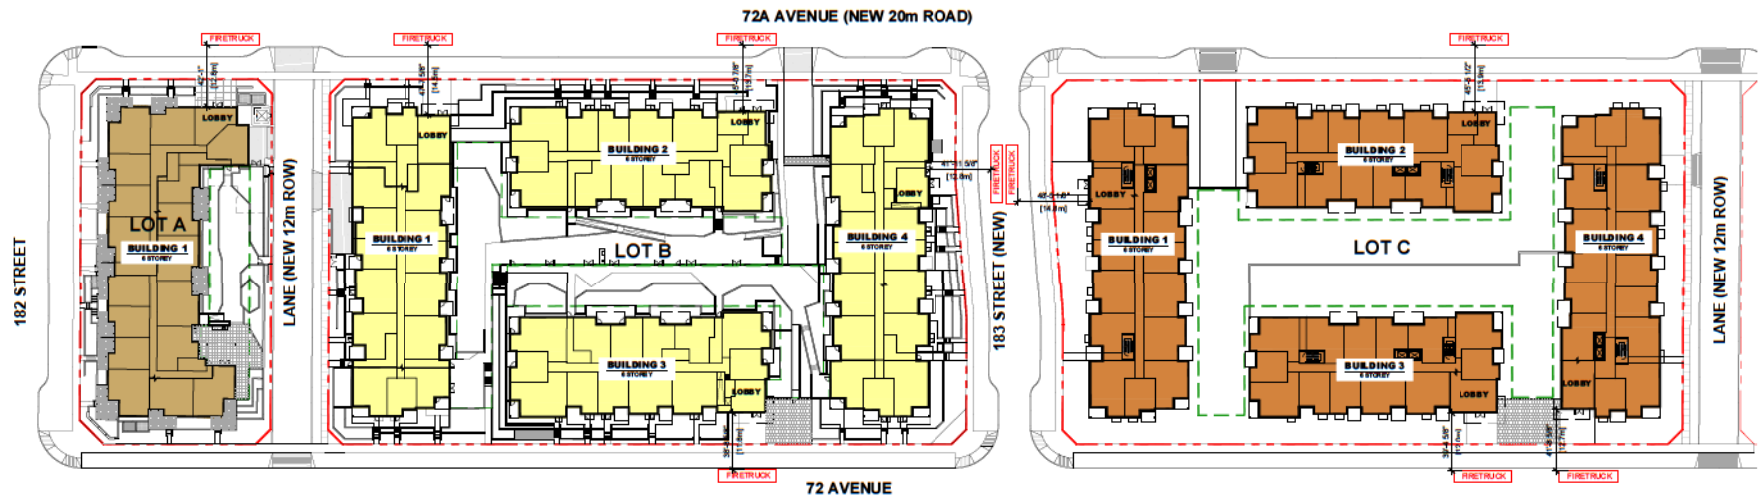 72A AVENUE (NEW 20m ROAD)
FIRETRUCK
FIRETRUCK
FIRETRUCK
FIRETRUCK
LOBBY
LOBBY
LOBBY
LOBBY
BUILDING 2
6 STOREY
BUILDING 2
6 STOREY
FIRETRUCK
FIRETRUCK
LOBBY
LOBBY
LOT A
BUILDING 1
6 STOREY
BUILDING 1
6 STOREY
LOT B
BUILDING 4
6 STOREY
BUILDING 1
6 STOREY
LOT C
BUILDING 4
6 STOREY
182 STREET
LANE (NEW 12m ROW)
183 STREET (NEW)
LANE (NEW 12m ROW)
BUILDING 3
6 STOREY
BUILDING 3
6 STOREY
LOBBY
LOBBY
LOBBY
FIRETRUCK
FIRETRUCK
FIRETRUCK
72 AVENUE